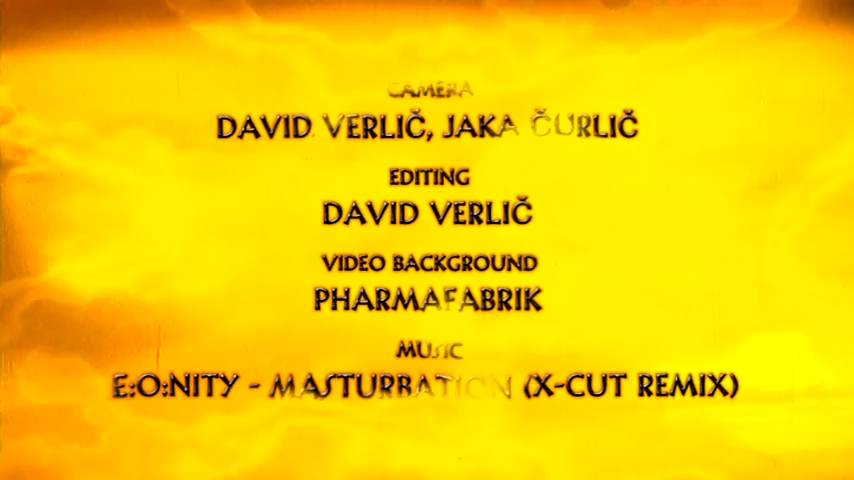 CAMERA
DAVID VERLIČ, JAKA ČURLIČ
EDITING
DAVID VERLIČ
VIDEO BACKGROUND
PHARMAFABRIK
MUSIC
E:O:NITY - MASTURBATION (X-CUT REMIX)